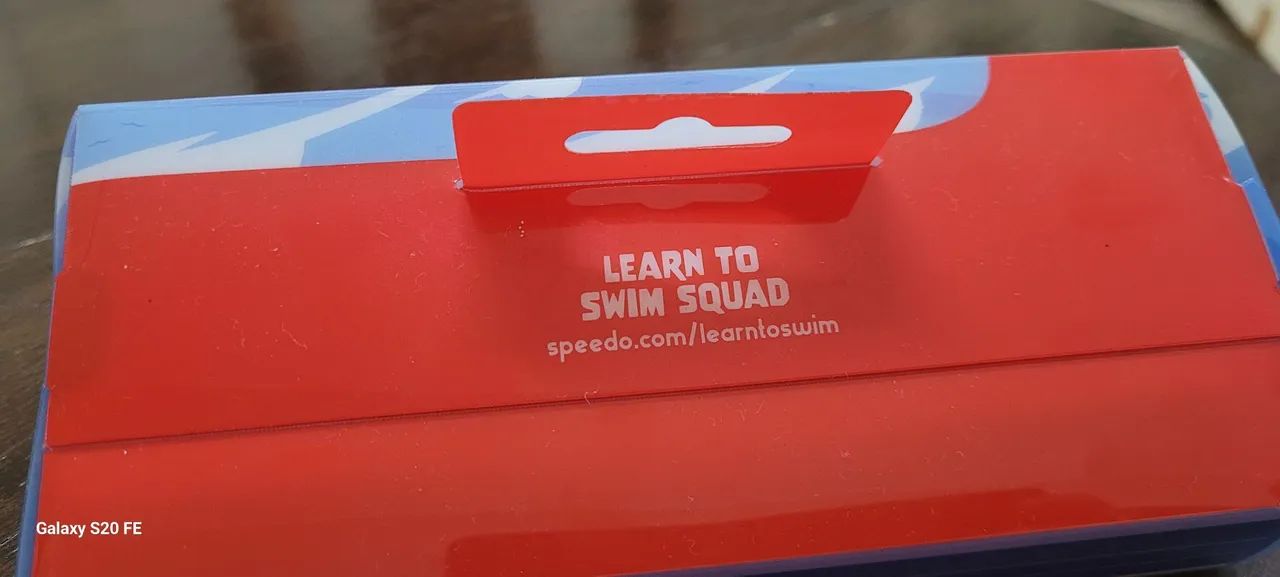 LEARN TO
SWIM SQUAD
speedo.com/learntoswim
Galaxy S20 FE